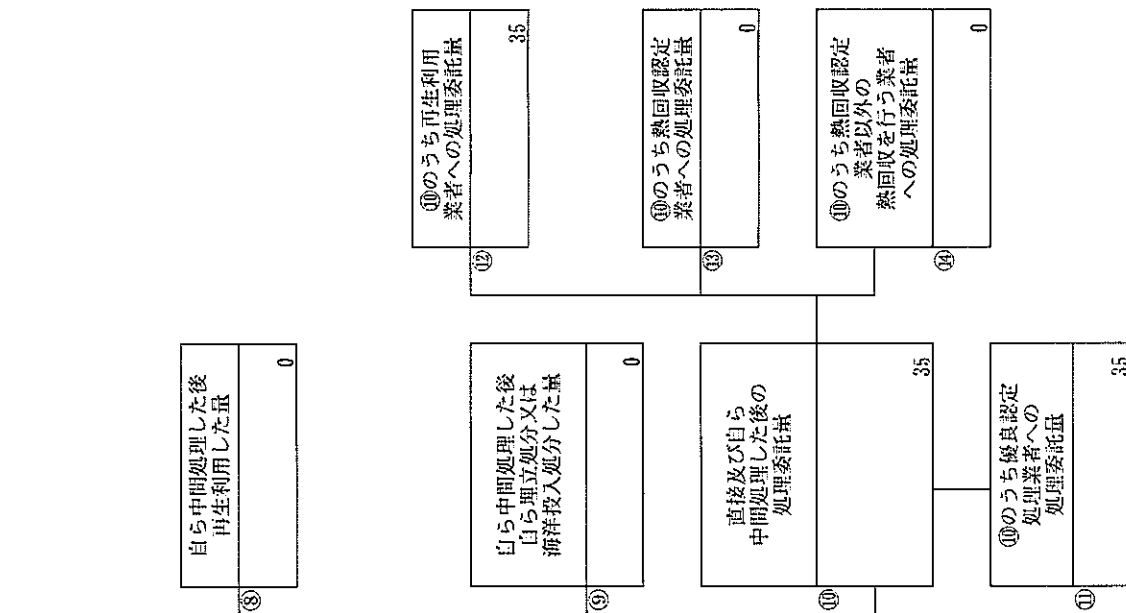 ⑧
自ら中間処理した後
再生利用した量
0
⑨
自ら中間処理した後
自ら埋立処分又は
海洋投入処分した量
0
⑩
直接及び自ら
中間処理した後の
処理委託量
35
⑪
⑩のうち優良認定
処理業者への
処理委託量
35
⑫
⑩のうち再生利用
業者への処理委託量
35
⑬
⑩のうち熱回収認定
業者への処理委託量
0
⑭
⑩のうち熱回収認定
業者以外の
熱回収を行う業者
への処理委託量
0